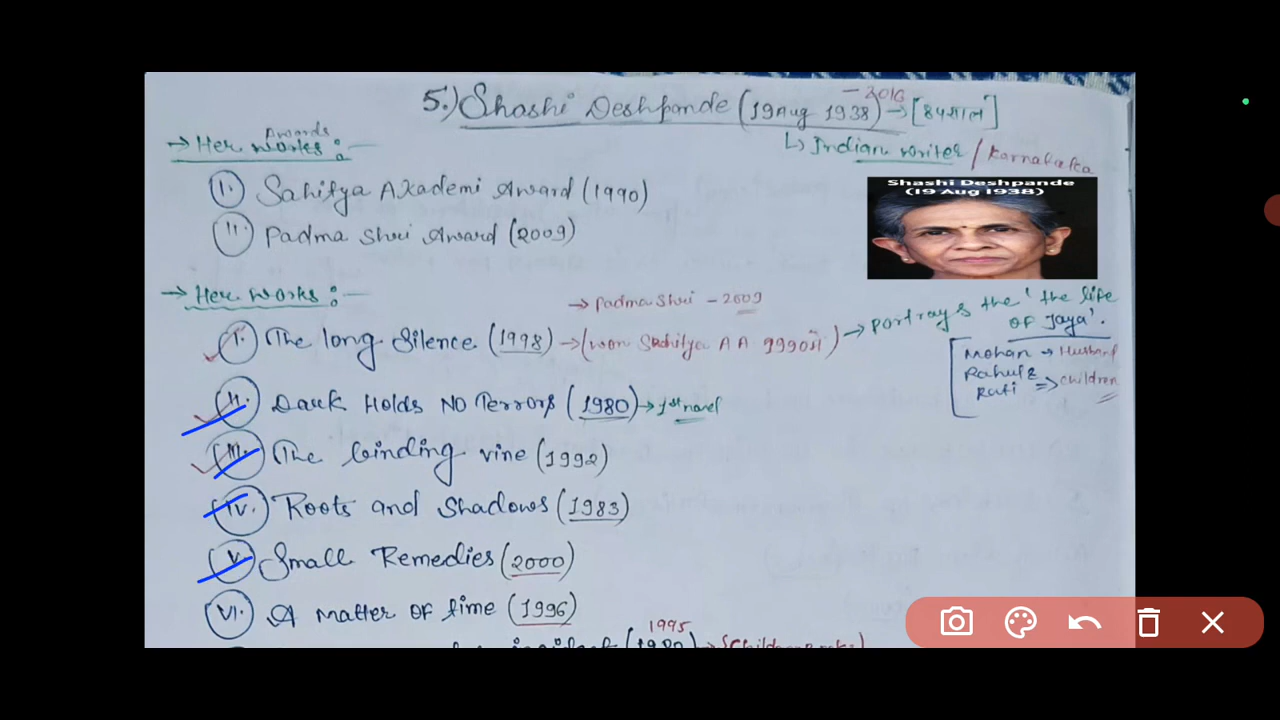 5.) Shashi Deshpande (19 Aug 1938) → [84साल]
- 2016
↳ Indian writer / Karnataka
→ Her works :-
Awards
I. Sahitya Akademi Award (1990)
II. Padma Shri Award (2009)
Shashi Deshpande
(19 Aug 1938)
→ Her works :-
→ Padma Shri - 2009
I. The long Silence (1998) → (won Sachitya A A 1990 में) → portrays the 'the life
OF Jaya'.
Mohan → Husband
Rahul &
Rati => children
II. Dark Holds No Terrors (1980) → 1st novel
III. The binding vine (1992)
IV. Roots and Shadows (1983)
V. Small Remedies (2000)
VI. A matter OF time (1996)
1995